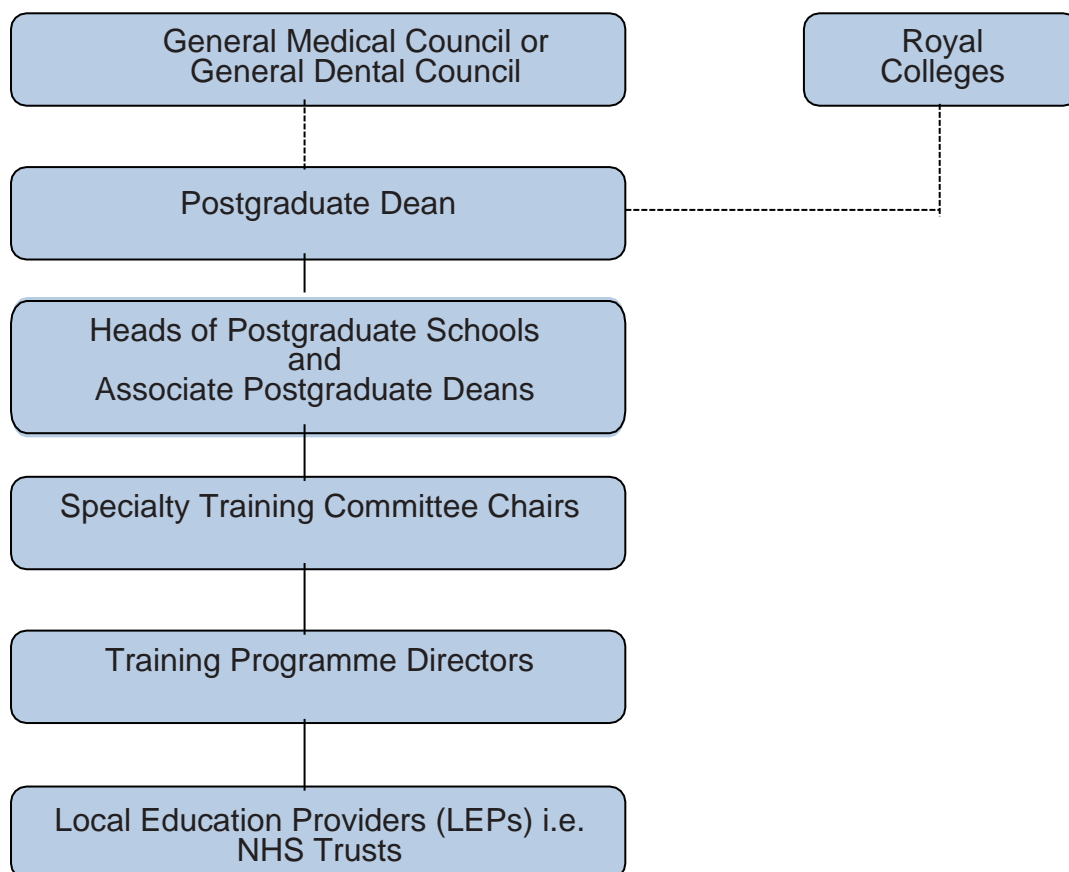 General Medical Council or
General Dental Council
Royal
Colleges
Postgraduate Dean
Heads of Postgraduate Schools
and
Associate Postgraduate Deans
Specialty Training Committee Chairs
Training Programme Directors
Local Education Providers (LEPs) i.e.
NHS Trusts